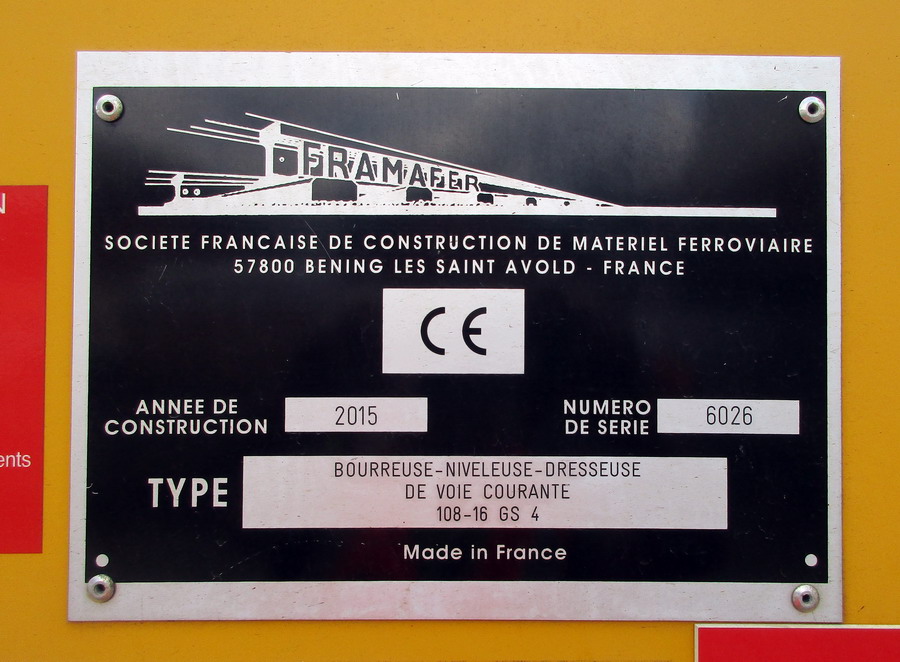 N
FRAMAFER
SOCIETE FRANCAISE DE CONSTRUCTION DE MATERIEL FERROVIAIRE
57800 BENING LES SAINT AVOLD - FRANCE
CE
ANNEE DE
CONSTRUCTION
2015
NUMERO
DE SERIE
6026
ents
TYPE
BOURREUSE-NIVELEUSE-DRESSEUSE
DE VOIE COURANTE
108-16 GS 4
Made in France